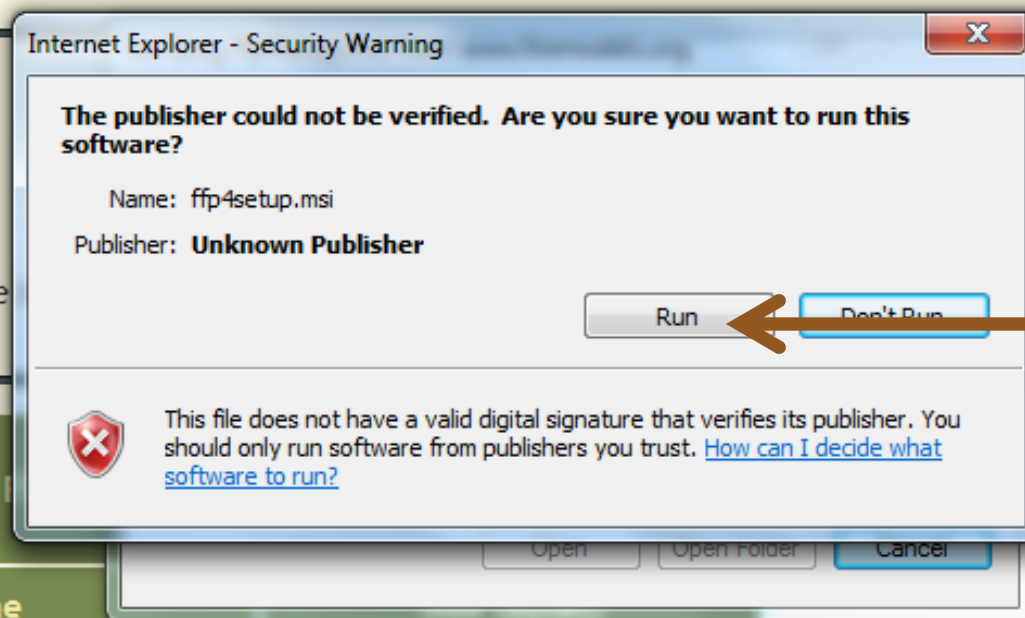 Internet Explorer - Security Warning
The publisher could not be verified.  Are you sure you want to run this
software?
Name: ffp4setup.msi
Publisher: Unknown Publisher
Run
Don't Run
This file does not have a valid digital signature that verifies its publisher. You
should only run software from publishers you trust. How can I decide what
software to run?
Open
Open Folder
Cancel